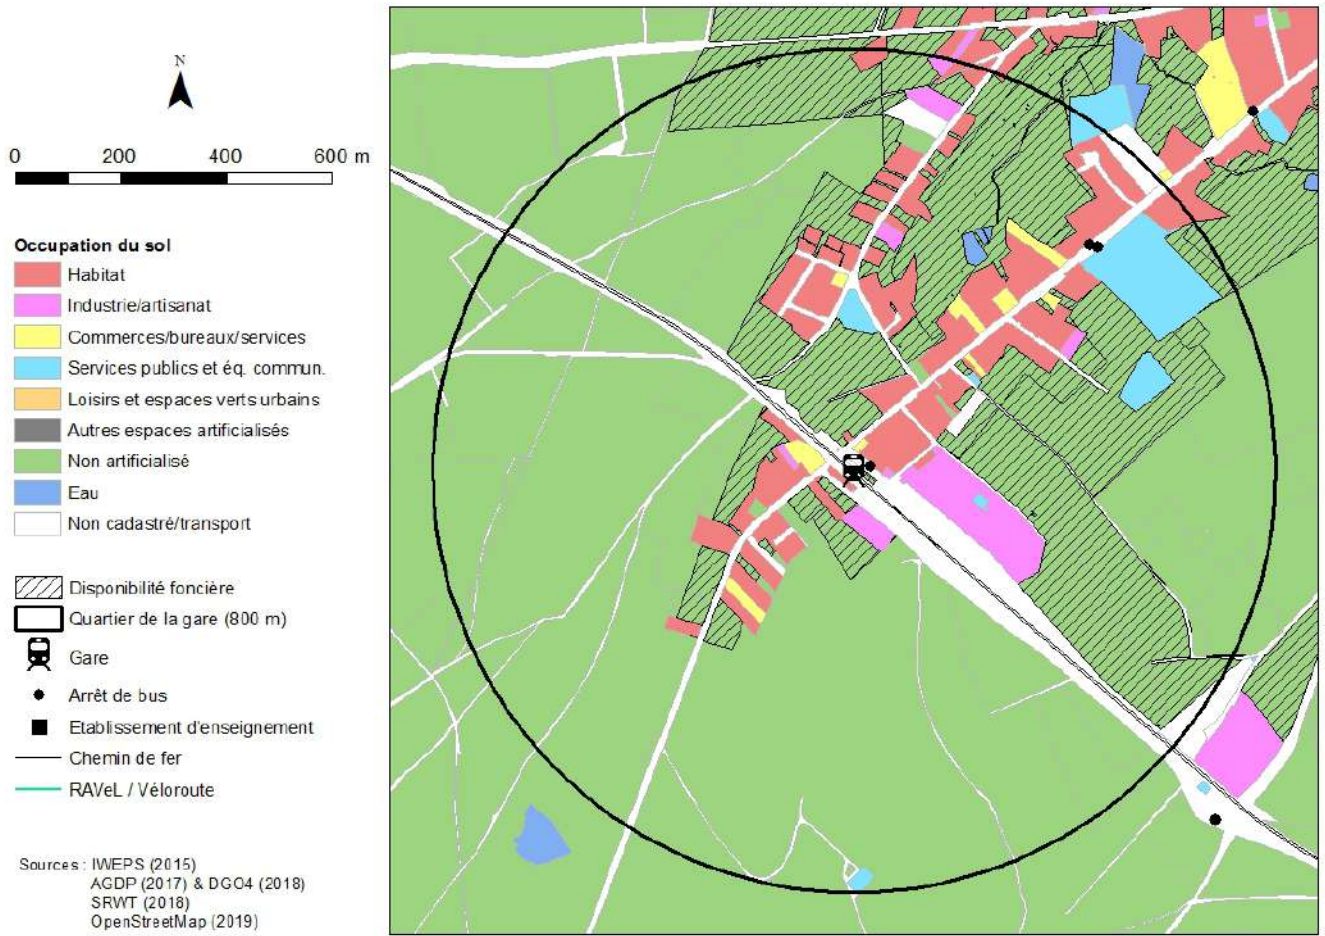 N
0 200 400 600 m
Occupation du sol
Habitat
Industrie/artisanat
Commerces/bureaux/services
Services publics et éq. commun.
Loisirs et espaces verts urbains
Autres espaces artificialisés
Non artificialisé
Eau
Non cadastré/transport
Disponibilité foncière
Quartier de la gare (800 m)
Gare
Arrêt de bus
Etablissement d'enseignement
Chemin de fer
RAVeL / Véloroute
Sources : IWEPS (2015)
AGDP (2017) & DGO4 (2018)
SRWT (2018)
OpenStreetMap (2019)